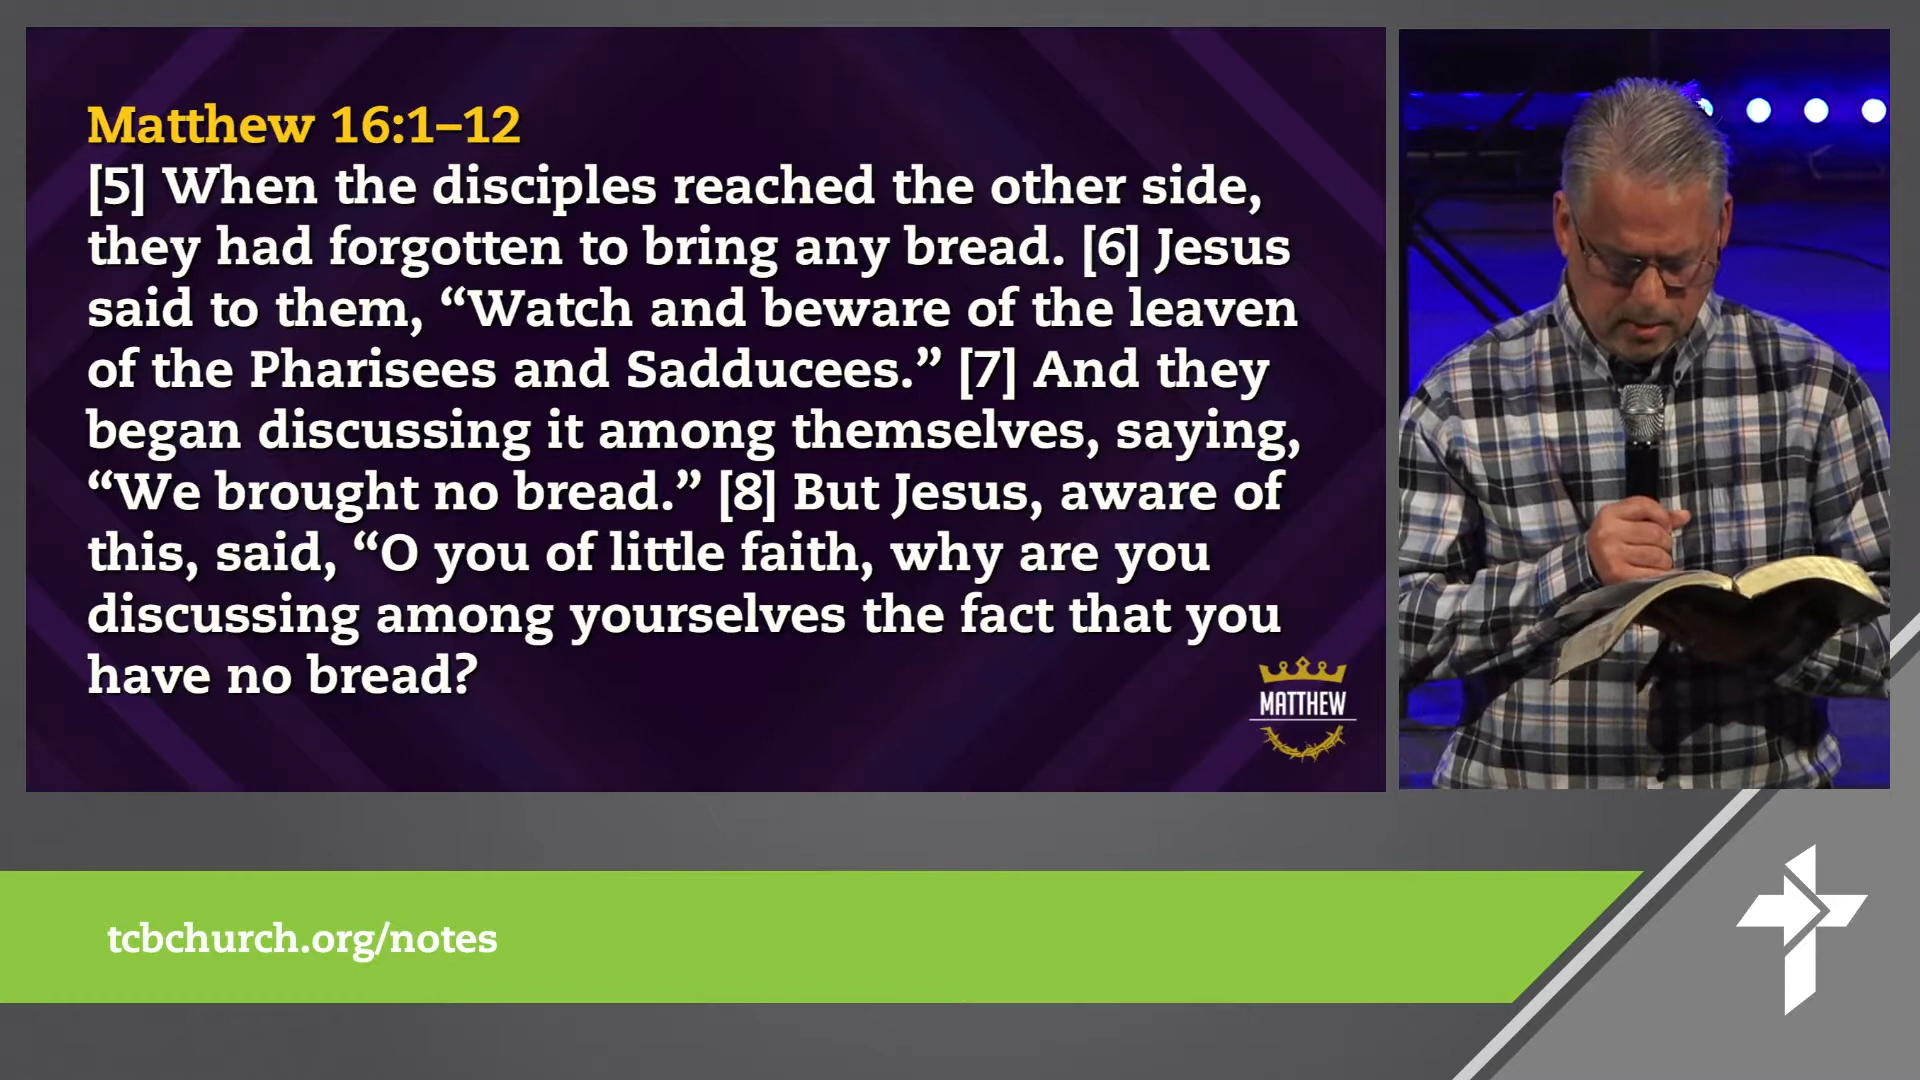 Matthew 16:1–12
[5] When the disciples reached the other side,
they had forgotten to bring any bread. [6] Jesus
said to them, “Watch and beware of the leaven
of the Pharisees and Sadducees.” [7] And they
began discussing it among themselves, saying,
“We brought no bread.” [8] But Jesus, aware of
this, said, “O you of little faith, why are you
discussing among yourselves the fact that you
have no bread?
MATTHEW
tcbchurch.org/notes